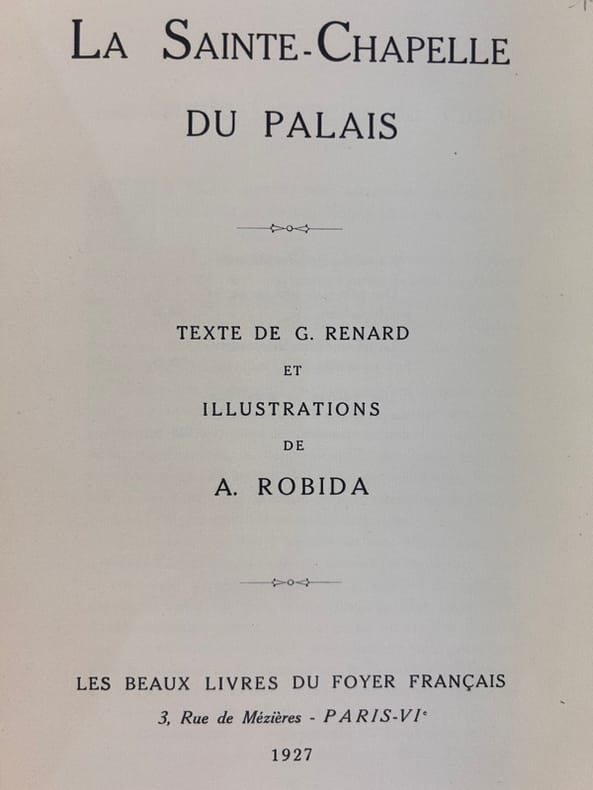 La Sainte-Chapelle
DU PALAIS
TEXTE DE G. RENARD
ET
ILLUSTRATIONS
DE
A. ROBIDA
LES BEAUX LIVRES DU FOYER FRANÇAIS
3, Rue de Mézières - PARIS-VIᵉ
1927